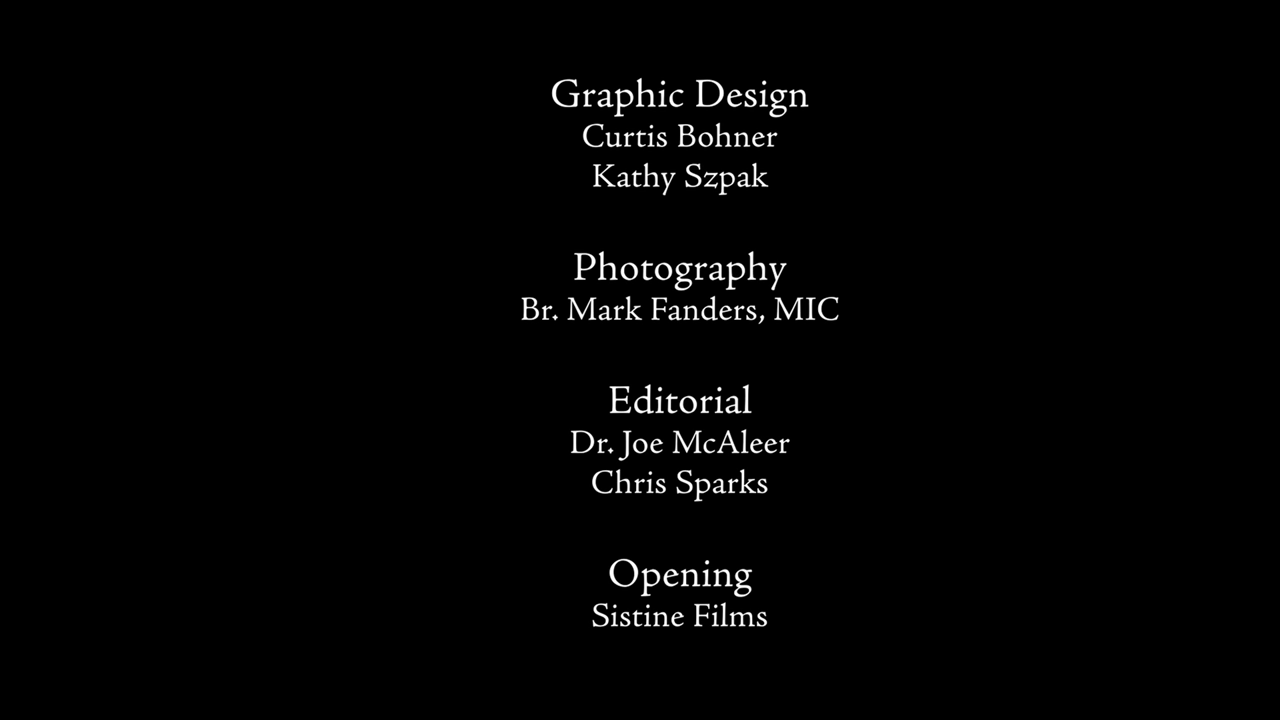 Graphic Design
Curtis Bohner
Kathy Szpak
Photography
Br. Mark Fanders, MIC
Editorial
Dr. Joe McAleer
Chris Sparks
Opening
Sistine Films